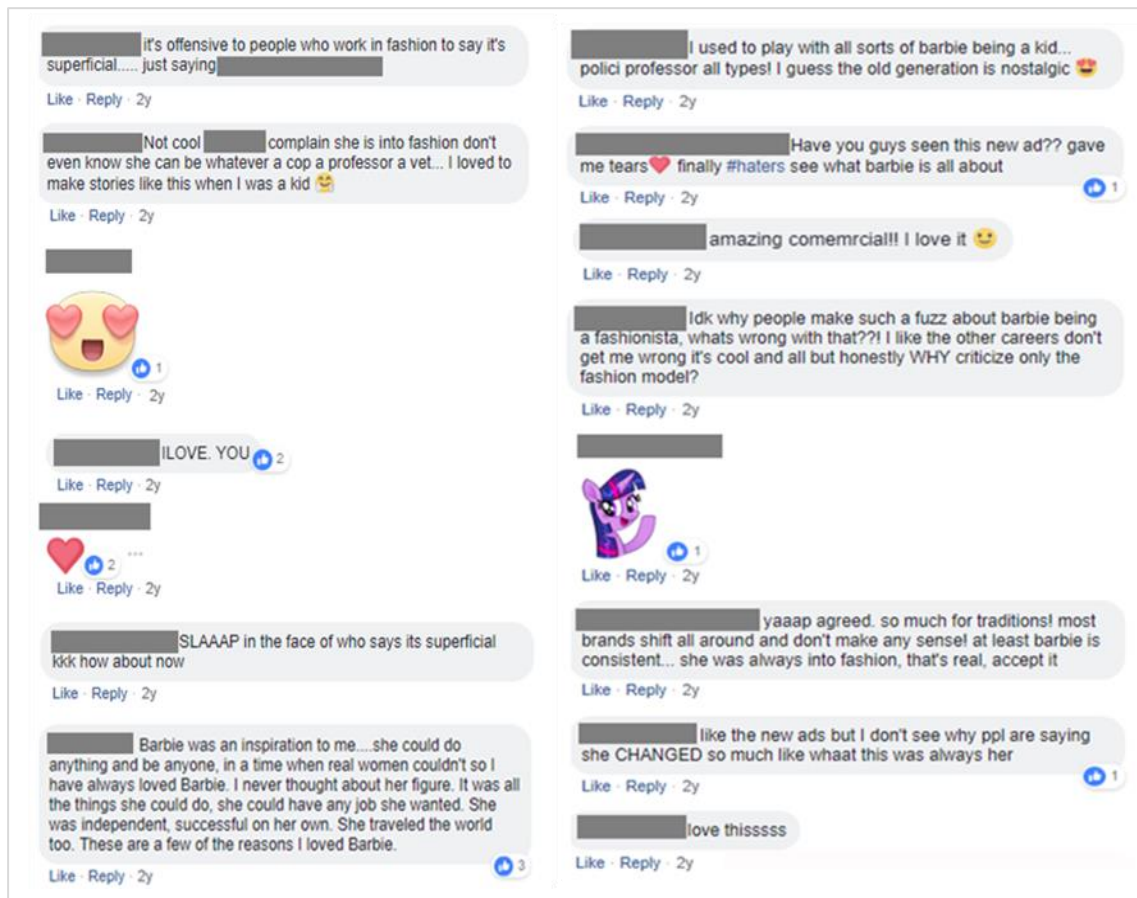 it's offensive to people who work in fashion to say it's
superficial..... just saying
Like · Reply · 2y
Not cool complain she is into fashion don't
even know she can be whatever a cop a professor a vet... I loved to
make stories like this when I was a kid 🤗
Like · Reply · 2y
1
Like · Reply · 2y
ILOVE. YOU 2
Like · Reply · 2y
2 ...
Like · Reply · 2y
SLAAAP in the face of who says its superficial
kkk how about now
Like · Reply · 2y
Barbie was an inspiration to me....she could do
anything and be anyone, in a time when real women couldn't so I
have always loved Barbie. I never thought about her figure. It was all
the things she could do, she could have any job she wanted. She
was independent, successful on her own. She traveled the world
too. These are a few of the reasons I loved Barbie.
3
Like · Reply · 2y
I used to play with all sorts of barbie being a kid...
polici professor all types! I guess the old generation is nostalgic 😍
Like · Reply · 2y
Have you guys seen this new ad?? gave
me tears❤️ finally #haters see what barbie is all about
1
Like · Reply · 2y
amazing comemrcial!! I love it 🙂
Like · Reply · 2y
Idk why people make such a fuzz about barbie being
a fashionista, whats wrong with that??! I like the other careers don't
get me wrong it's cool and all but honestly WHY criticize only the
fashion model?
Like · Reply · 2y
1
Like · Reply · 2y
yaaap agreed. so much for traditions! most
brands shift all around and don't make any sense! at least barbie is
consistent... she was always into fashion, that's real, accept it
Like · Reply · 2y
like the new ads but I don't see why ppl are saying
she CHANGED so much like whaat this was always her
1
Like · Reply · 2y
love thisssss
Like · Reply · 2y